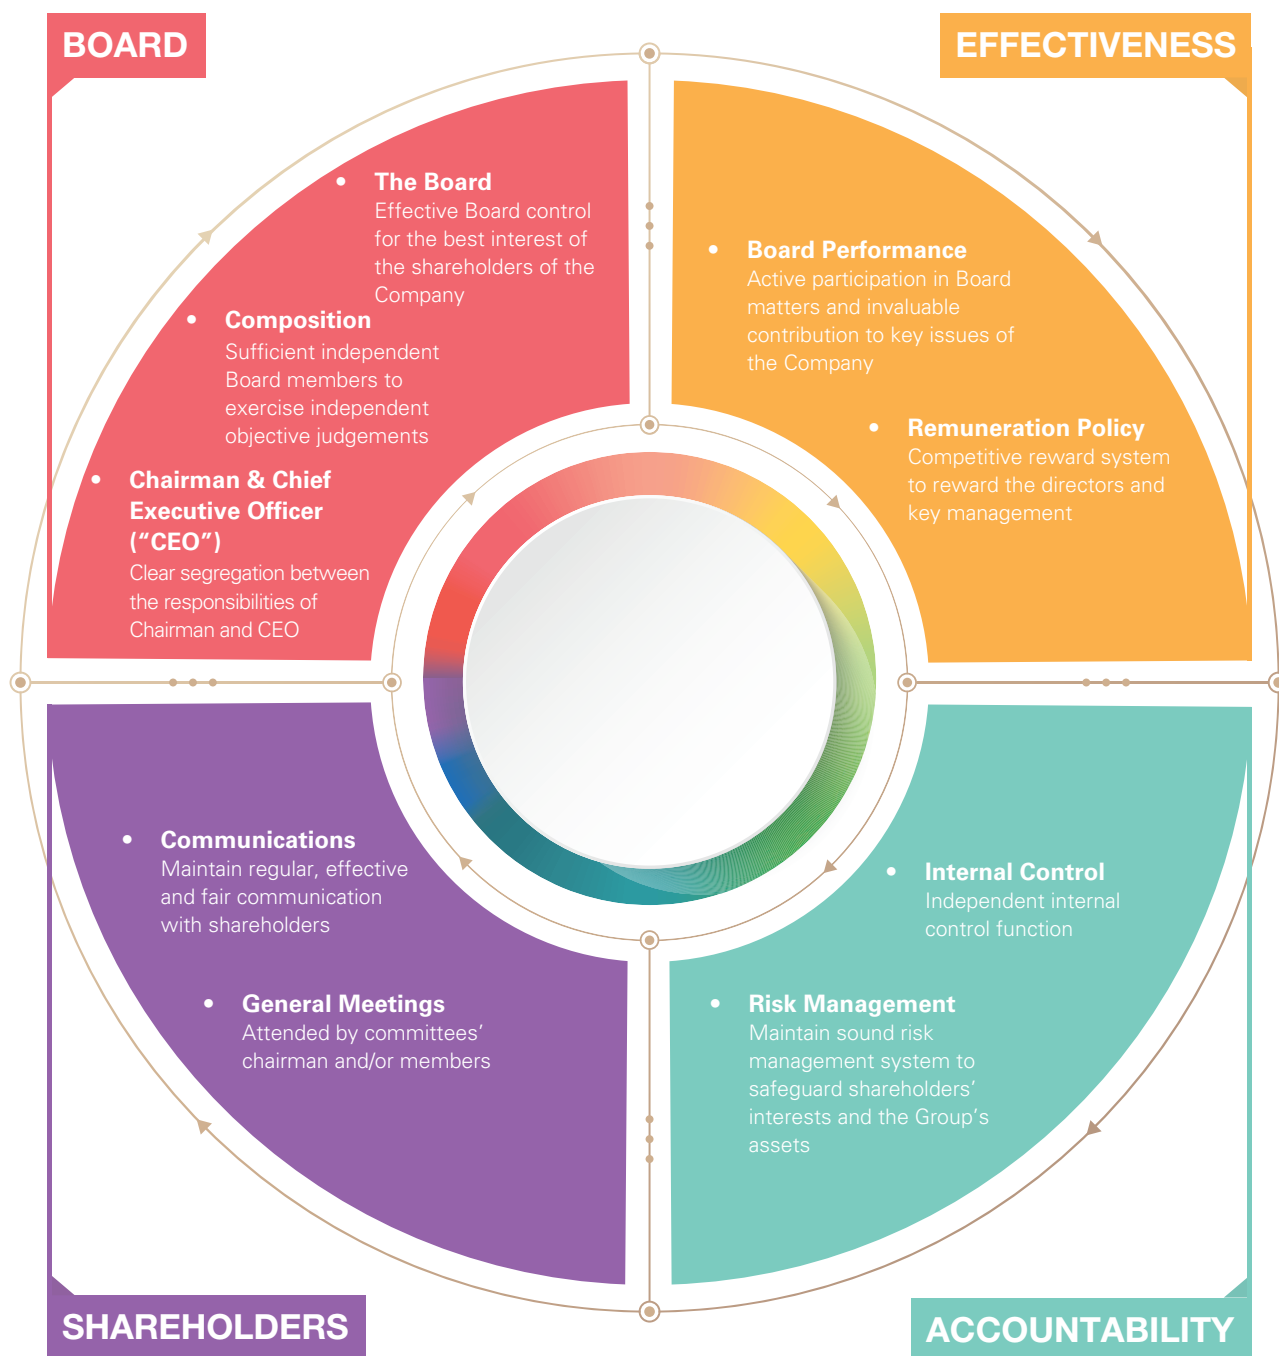 BOARD
• The Board
Effective Board control
for the best interest of
the shareholders of the
Company
• Composition
Sufficient independent
Board members to
exercise independent
objective judgements
• Chairman & Chief
Executive Officer
(“CEO”)
Clear segregation between
the responsibilities of
Chairman and CEO
EFFECTIVENESS
• Board Performance
Active participation in Board
matters and invaluable
contribution to key issues of
the Company
• Remuneration Policy
Competitive reward system
to reward the directors and
key management
• Communications
Maintain regular, effective
and fair communication
with shareholders
• General Meetings
Attended by committees’
chairman and/or members
SHAREHOLDERS
• Internal Control
Independent internal
control function
• Risk Management
Maintain sound risk
management system to
safeguard shareholders’
interests and the Group’s
assets
ACCOUNTABILITY